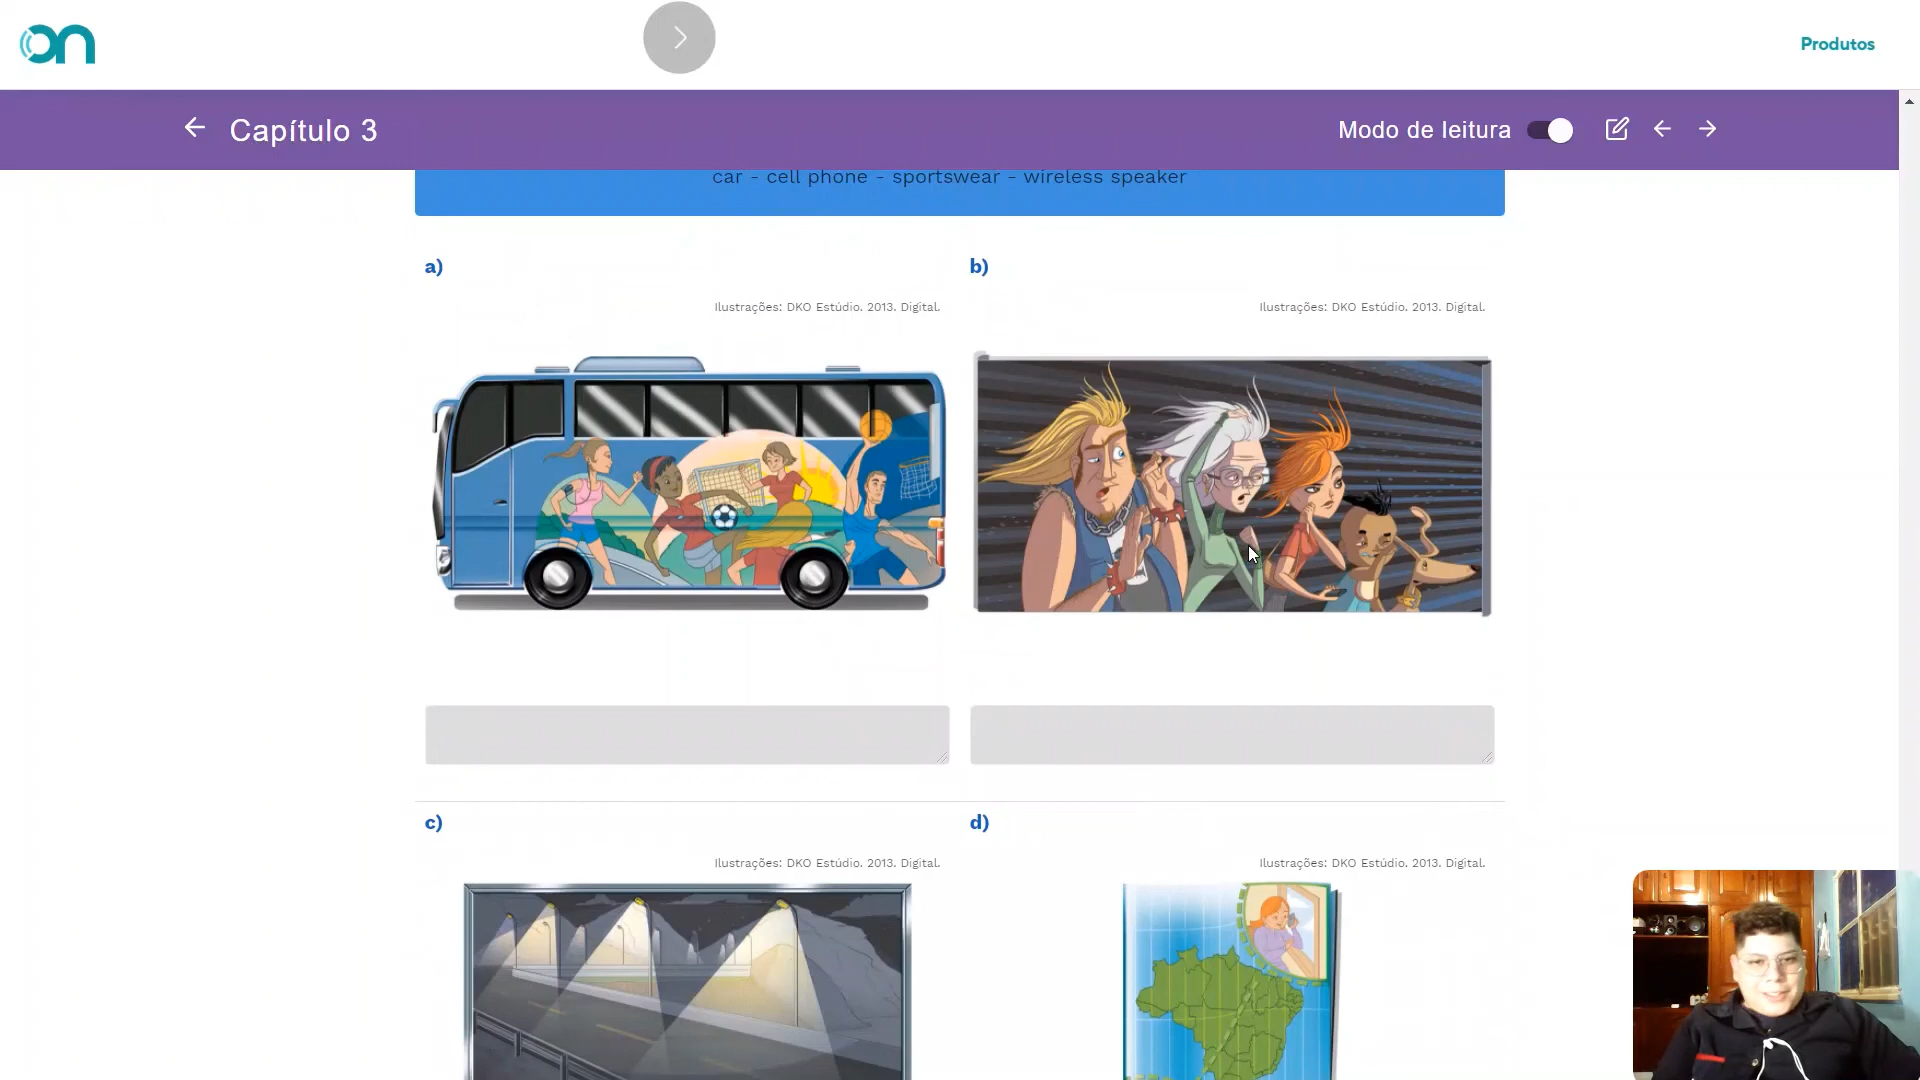 on
Produtos
Capítulo 3
Modo de leitura
car - cell phone - sportswear - wireless speaker
a)
b)
Ilustrações: DKO Estúdio. 2013. Digital.
Ilustrações: DKO Estúdio. 2013. Digital.
c)
d)
Ilustrações: DKO Estúdio. 2013. Digital.
Ilustrações: DKO Estúdio. 2013. Digital.